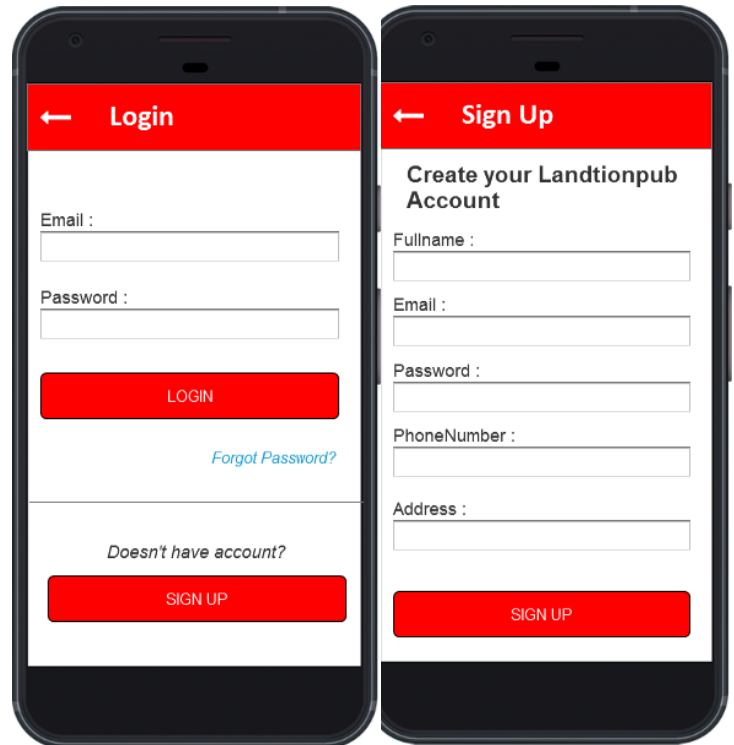 Login
Email :
Password :
LOGIN
Forgot Password?
Doesn't have account?
SIGN UP
Sign Up
Create your Landtionpub
Account
Fullname :
Email :
Password :
PhoneNumber :
Address :
SIGN UP